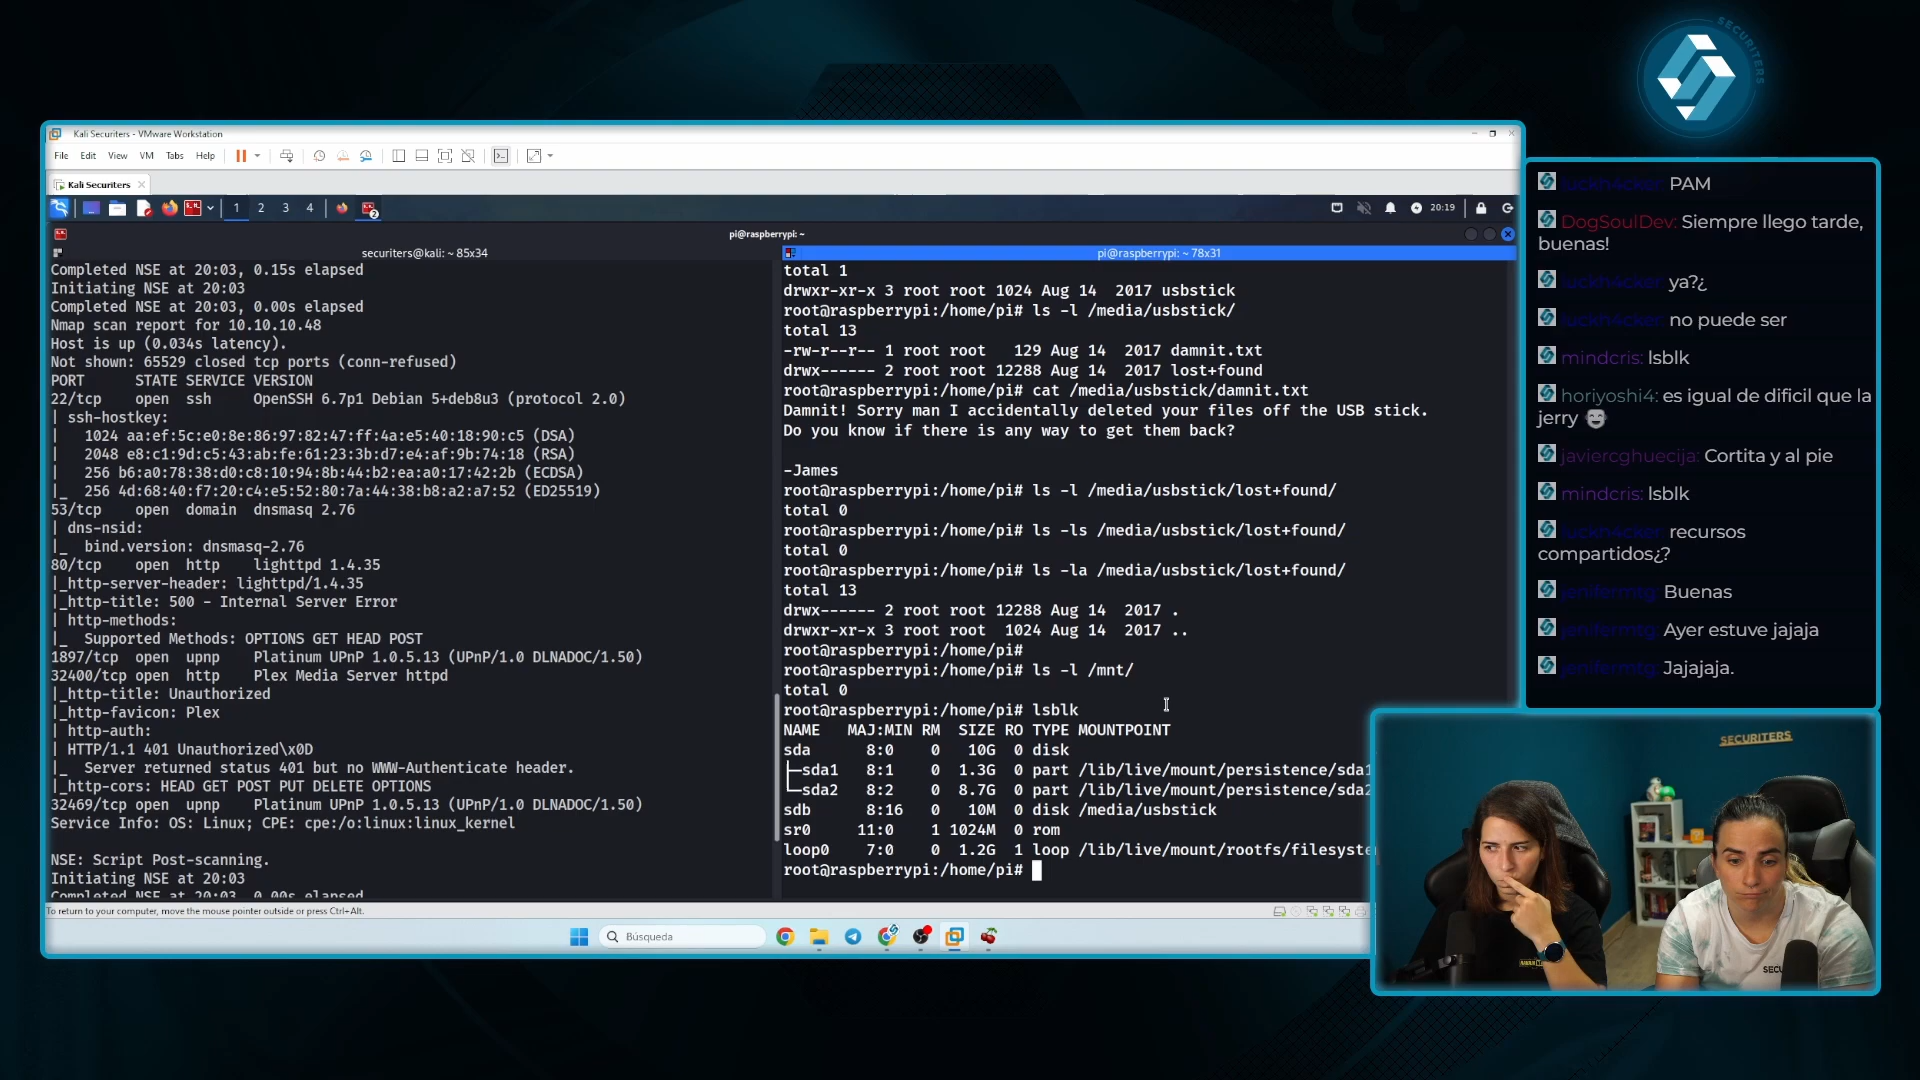 SECURITERS
Kali Securiters - VMware Workstation
File Edit View VM Tabs Help
Kali Securiters
1 2 3 4
2
20:19
pi@raspberrypi: ~
securiters@kali: ~ 85x34
Completed NSE at 20:03, 0.15s elapsed
Initiating NSE at 20:03
Completed NSE at 20:03, 0.00s elapsed
Nmap scan report for 10.10.10.48
Host is up (0.034s latency).
Not shown: 65529 closed tcp ports (conn-refused)
PORT      STATE SERVICE VERSION
22/tcp    open  ssh     OpenSSH 6.7p1 Debian 5+deb8u3 (protocol 2.0)
| ssh-hostkey:
|   1024 aa:ef:5c:e0:8e:86:97:82:47:ff:4a:e5:40:18:90:c5 (DSA)
|   2048 e8:c1:9d:c5:43:ab:fe:61:23:3b:d7:e4:af:9b:74:18 (RSA)
|   256 b6:a0:78:38:d0:c8:10:94:8b:44:b2:ea:a0:17:42:2b (ECDSA)
|_  256 4d:68:40:f7:20:c4:e5:52:80:7a:44:38:b8:a2:a7:52 (ED25519)
53/tcp    open  domain  dnsmasq 2.76
| dns-nsid:
|_  bind.version: dnsmasq-2.76
80/tcp    open  http    lighttpd 1.4.35
|_http-server-header: lighttpd/1.4.35
|_http-title: 500 - Internal Server Error
| http-methods:
|_  Supported Methods: OPTIONS GET HEAD POST
1897/tcp  open  upnp    Platinum UPnP 1.0.5.13 (UPnP/1.0 DLNADOC/1.50)
32400/tcp open  http    Plex Media Server httpd
|_http-title: Unauthorized
|_http-favicon: Plex
| http-auth:
| HTTP/1.1 401 Unauthorized\x0D
|_  Server returned status 401 but no WWW-Authenticate header.
|_http-cors: HEAD GET POST PUT DELETE OPTIONS
32469/tcp open  upnp    Platinum UPnP 1.0.5.13 (UPnP/1.0 DLNADOC/1.50)
Service Info: OS: Linux; CPE: cpe:/o:linux:linux_kernel
NSE: Script Post-scanning.
Initiating NSE at 20:03
Completed NSE at 20:03, 0.00s elapsed
pi@raspberrypi: ~ 78x31
total 1
drwxr-xr-x 3 root root 1024 Aug 14  2017 usbstick
root@raspberrypi:/home/pi# ls -l /media/usbstick/
total 13
-rw-r--r-- 1 root root   129 Aug 14  2017 damnit.txt
drwx------ 2 root root 12288 Aug 14  2017 lost+found
root@raspberrypi:/home/pi# cat /media/usbstick/damnit.txt
Damnit! Sorry man I accidentally deleted your files off the USB stick.
Do you know if there is any way to get them back?
-James
root@raspberrypi:/home/pi# ls -l /media/usbstick/lost+found/
total 0
root@raspberrypi:/home/pi# ls -ls /media/usbstick/lost+found/
total 0
root@raspberrypi:/home/pi# ls -la /media/usbstick/lost+found/
total 13
drwx------ 2 root root 12288 Aug 14  2017 .
drwxr-xr-x 3 root root  1024 Aug 14  2017 ..
root@raspberrypi:/home/pi#
root@raspberrypi:/home/pi# ls -l /mnt/
total 0
root@raspberrypi:/home/pi# lsblk
NAME   MAJ:MIN RM  SIZE RO TYPE MOUNTPOINT
sda      8:0    0   10G  0 disk
├─sda1   8:1    0  1.3G  0 part /lib/live/mount/persistence/sda1
└─sda2   8:2    0  8.7G  0 part /lib/live/mount/persistence/sda2
sdb      8:16   0   10M  0 disk /media/usbstick
sr0     11:0    1 1024M  0 rom
loop0    7:0    0  1.2G  1 loop /lib/live/mount/rootfs/filesyste
root@raspberrypi:/home/pi#
To return to your computer, move the mouse pointer outside or press Ctrl+Alt.
Búsqueda
luckh4cker: PAM
DogSoulDev: Siempre llego tarde,
buenas!
luckh4cker: ya?¿
luckh4cker: no puede ser
mindcris: lsblk
horiyoshi4: es igual de dificil que la
jerry
javiercghuecija: Cortita y al pie
mindcris: lsblk
luckh4cker: recursos
compartidos¿?
jenifermtg: Buenas
jenifermtg: Ayer estuve jajaja
jenifermtg: Jajajaja.
SECURITERS